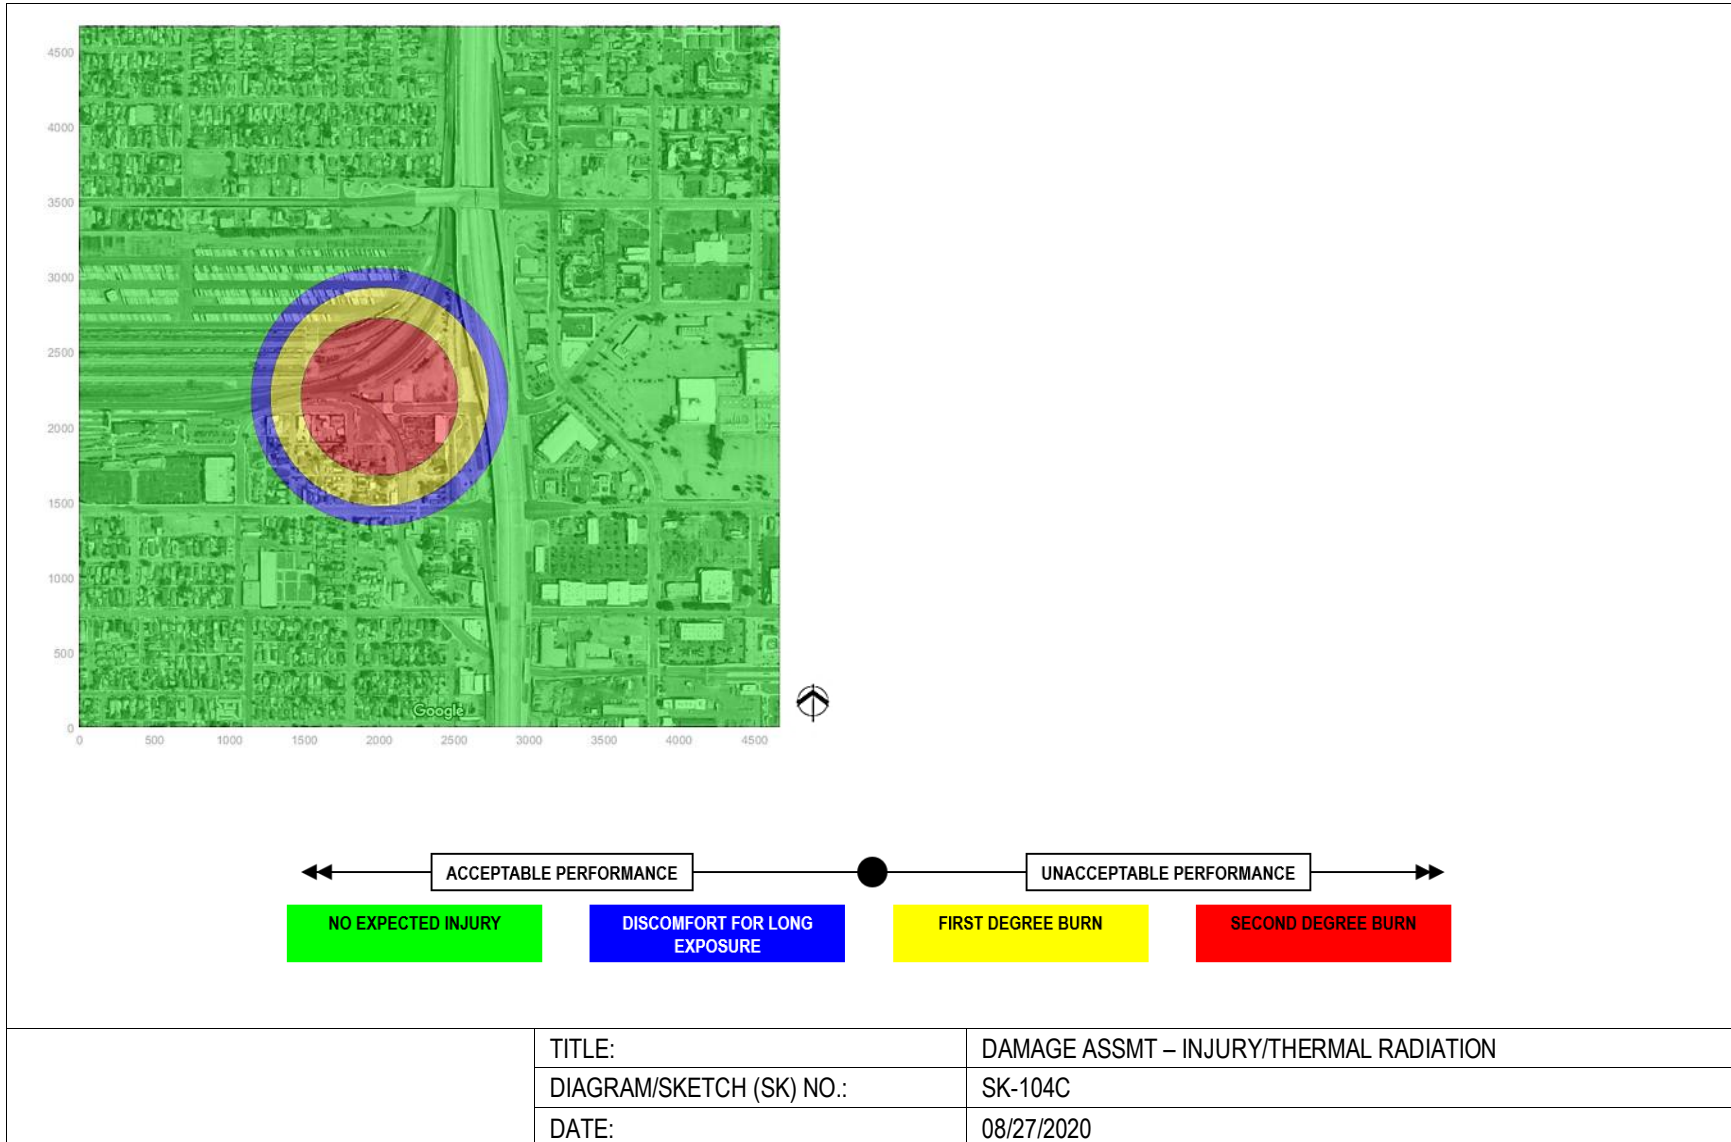 4500
4000
3500
3000
2500
2000
1500
1000
500
0
0 500 1000 1500 2000 2500 3000 3500 4000 4500
Google
ACCEPTABLE PERFORMANCE UNACCEPTABLE PERFORMANCE
NO EXPECTED INJURY DISCOMFORT FOR LONG FIRST DEGREE BURN SECOND DEGREE BURN
EXPOSURE
TITLE: DAMAGE ASSMT – INJURY/THERMAL RADIATION
DIAGRAM/SKETCH (SK) NO.: SK-104C
DATE: 08/27/2020